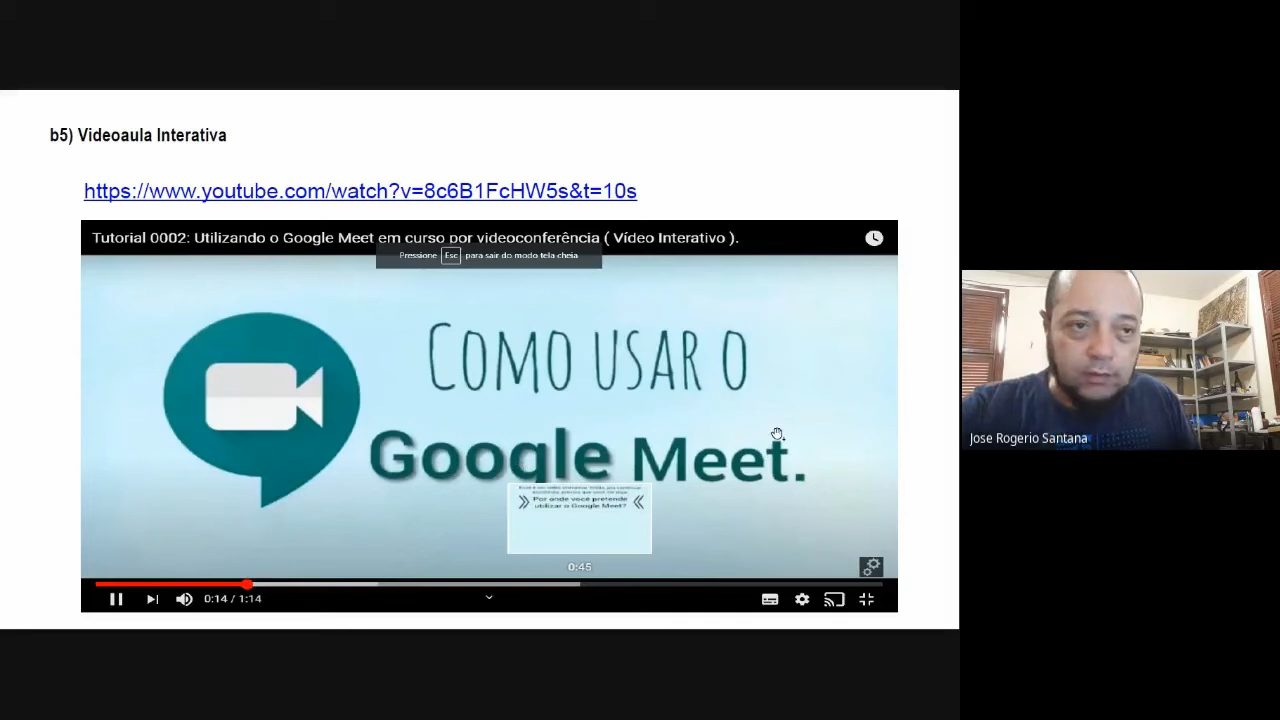 b5) Videoaula Interativa
https://www.youtube.com/watch?v=8c6B1FcHW5s&t=10s
Tutorial 0002: Utilizando o Google Meet em curso por videoconferência ( Vídeo Interativo ).
Pressione Esc para sair do modo tela cheia
COMO USAR O
Google Meet.
Por onde você pretende
utilizar o Google Meet?
0:45
0:14 / 1:14
Jose Rogerio Santana